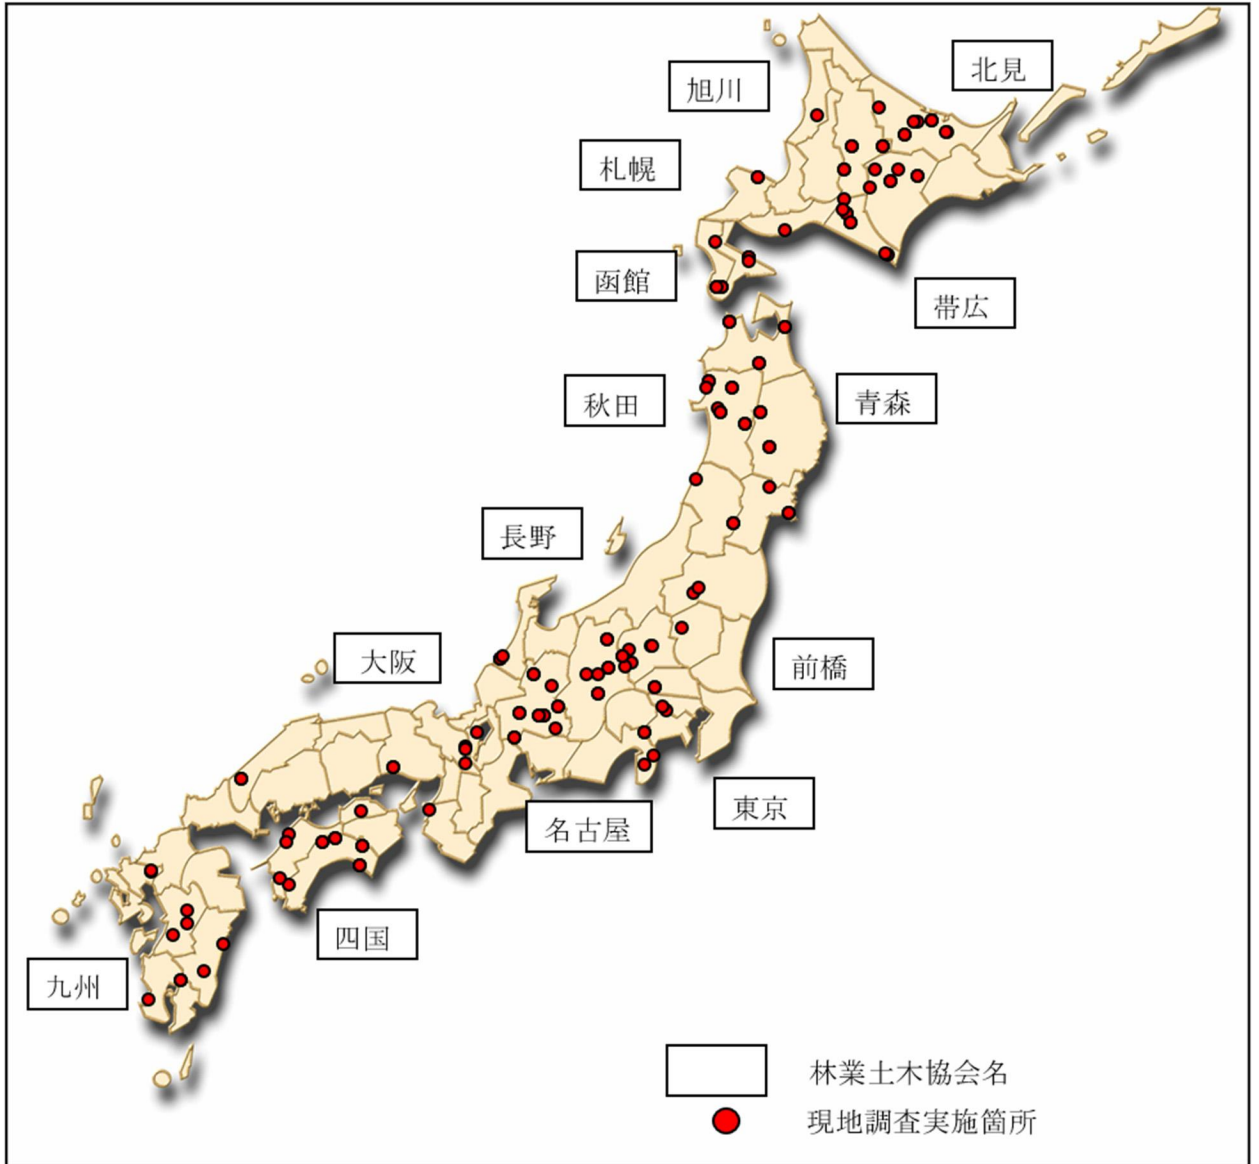 北見
旭川
札幌
函館
帯広
秋田
青森
長野
大阪
前橋
東京
名古屋
四国
九州
林業土木協会名
現地調査実施箇所